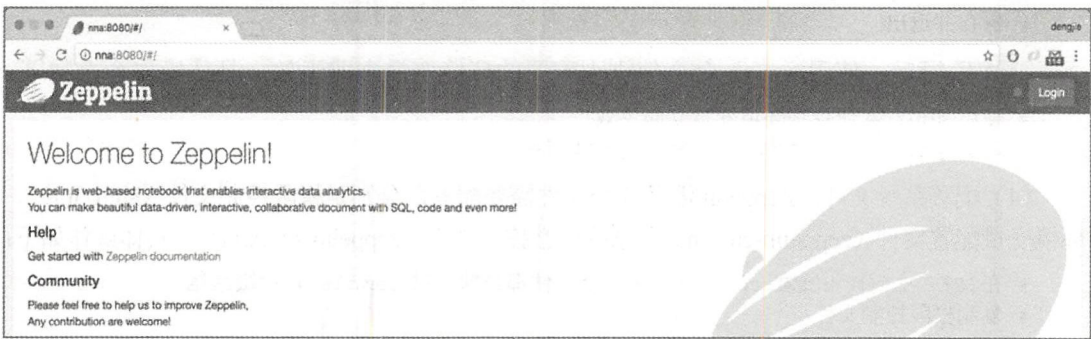 nna:8080/#/ ×
dengjie
nna:8080/#/
114
Zeppelin
Login
Welcome to Zeppelin!
Zeppelin is web-based notebook that enables interactive data analytics.
You can make beautiful data-driven, interactive, collaborative document with SQL, code and even more!
Help
Get started with Zeppelin documentation
Community
Please feel free to help us to improve Zeppelin,
Any contribution are welcome!